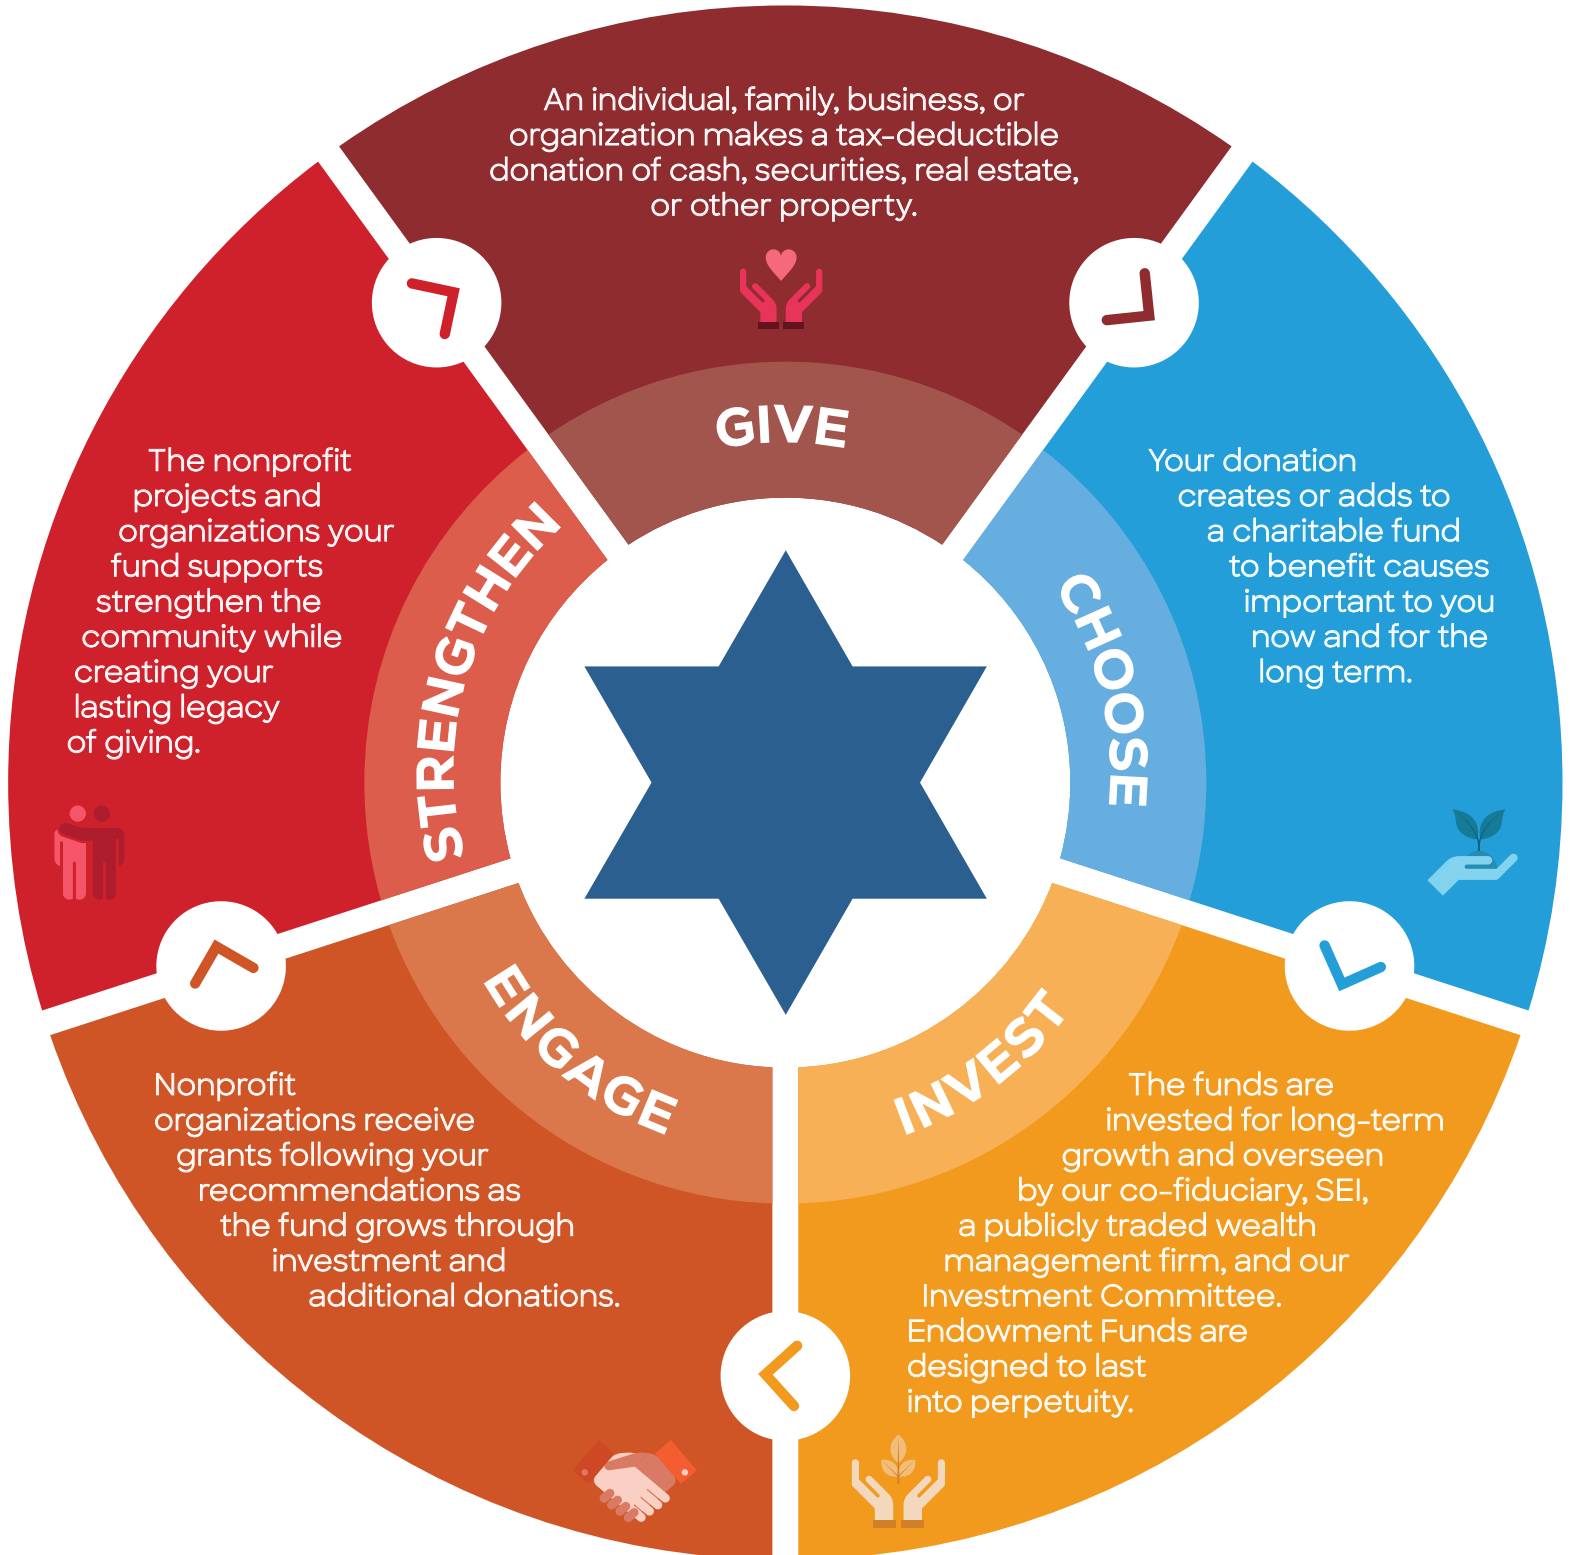 An individual, family, business, or
organization makes a tax-deductible
donation of cash, securities, real estate,
or other property.
GIVE
Your donation
creates or adds to
a charitable fund
to benefit causes
important to you
now and for the
long term.
CHOOSE
The funds are
invested for long-term
growth and overseen
by our co-fiduciary, SEI,
a publicly traded wealth
management firm, and our
Investment Committee.
Endowment Funds are
designed to last
into perpetuity.
INVEST
Nonprofit
organizations receive
grants following your
recommendations as
the fund grows through
investment and
additional donations.
ENGAGE
The nonprofit
projects and
organizations your
fund supports
strengthen the
community while
creating your
lasting legacy
of giving.
STRENGTHEN